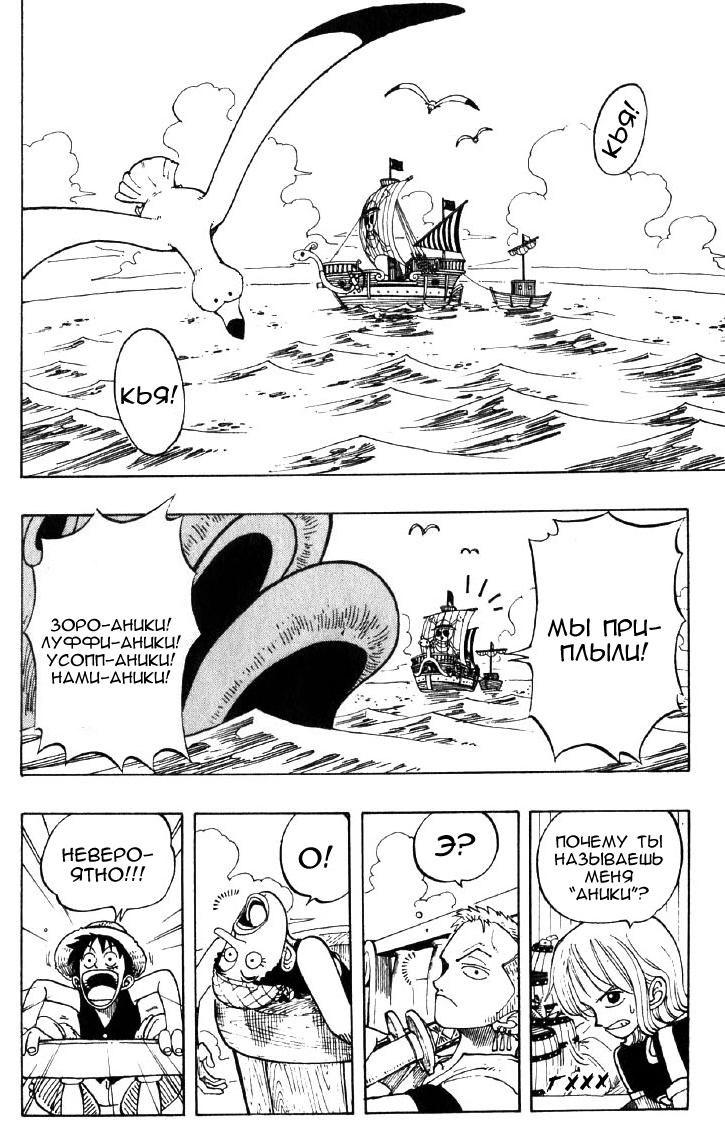 КЬЯ!
КЬЯ!
МЫ ПРИ-
ПЛЫЛИ!
ЗОРО-АНИКИ!
ЛУФФИ-АНИКИ!
УСОПП-АНИКИ!
НАМИ-АНИКИ!
ПОЧЕМУ ТЫ
НАЗЫВАЕШЬ
МЕНЯ
"АНИКИ"?
ГХХХ
Э?
О!
НЕВЕРО-
ЯТНО!!!